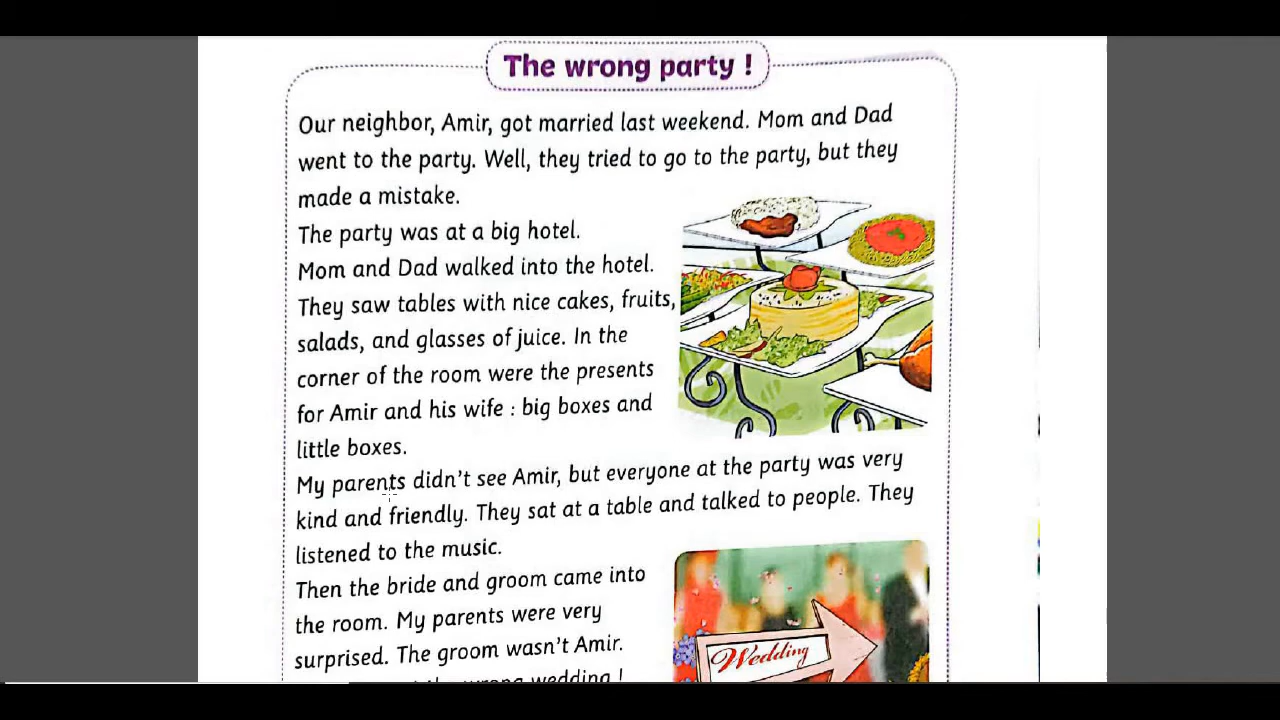 The wrong party !
Our neighbor, Amir, got married last weekend. Mom and Dad
went to the party. Well, they tried to go to the party, but they
made a mistake.
The party was at a big hotel.
Mom and Dad walked into the hotel.
They saw tables with nice cakes, fruits,
salads, and glasses of juice. In the
corner of the room were the presents
for Amir and his wife : big boxes and
little boxes.
My parents didn't see Amir, but everyone at the party was very
kind and friendly. They sat at a table and talked to people. They
listened to the music.
Then the bride and groom came into
the room. My parents were very
surprised. The groom wasn't Amir.
the wrong wedding !
Wedding